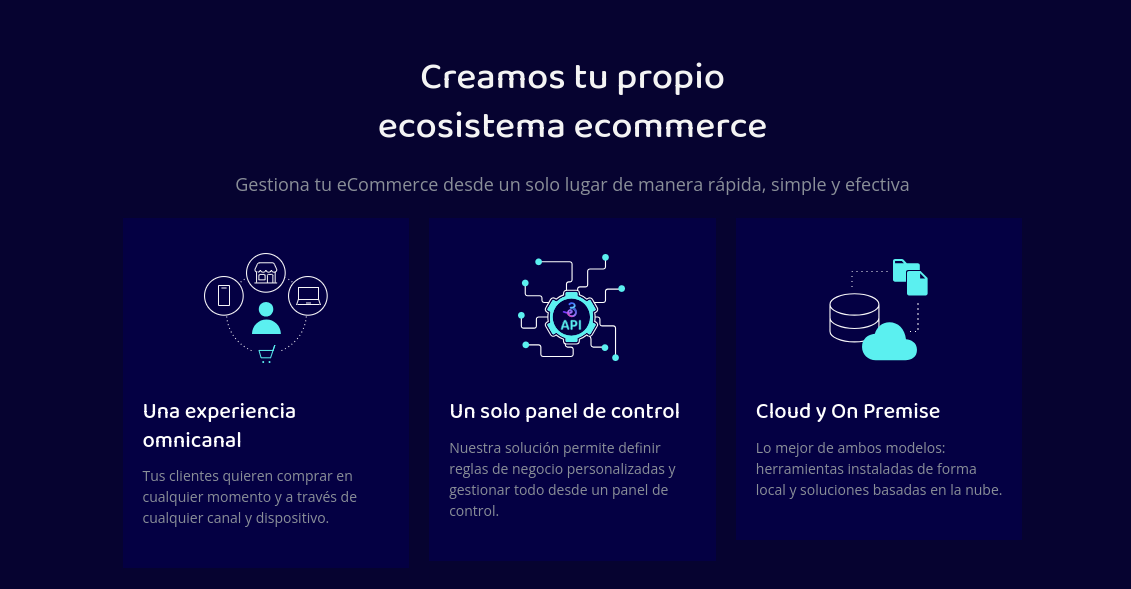 Creamos tu propio
ecosistema ecommerce
Gestiona tu eCommerce desde un solo lugar de manera rápida, simple y efectiva
API
Una experiencia
omnicanal
Tus clientes quieren comprar en
cualquier momento y a través de
cualquier canal y dispositivo.
Un solo panel de control
Nuestra solución permite definir
reglas de negocio personalizadas y
gestionar todo desde un panel de
control.
Cloud y On Premise
Lo mejor de ambos modelos:
herramientas instaladas de forma
local y soluciones basadas en la nube.